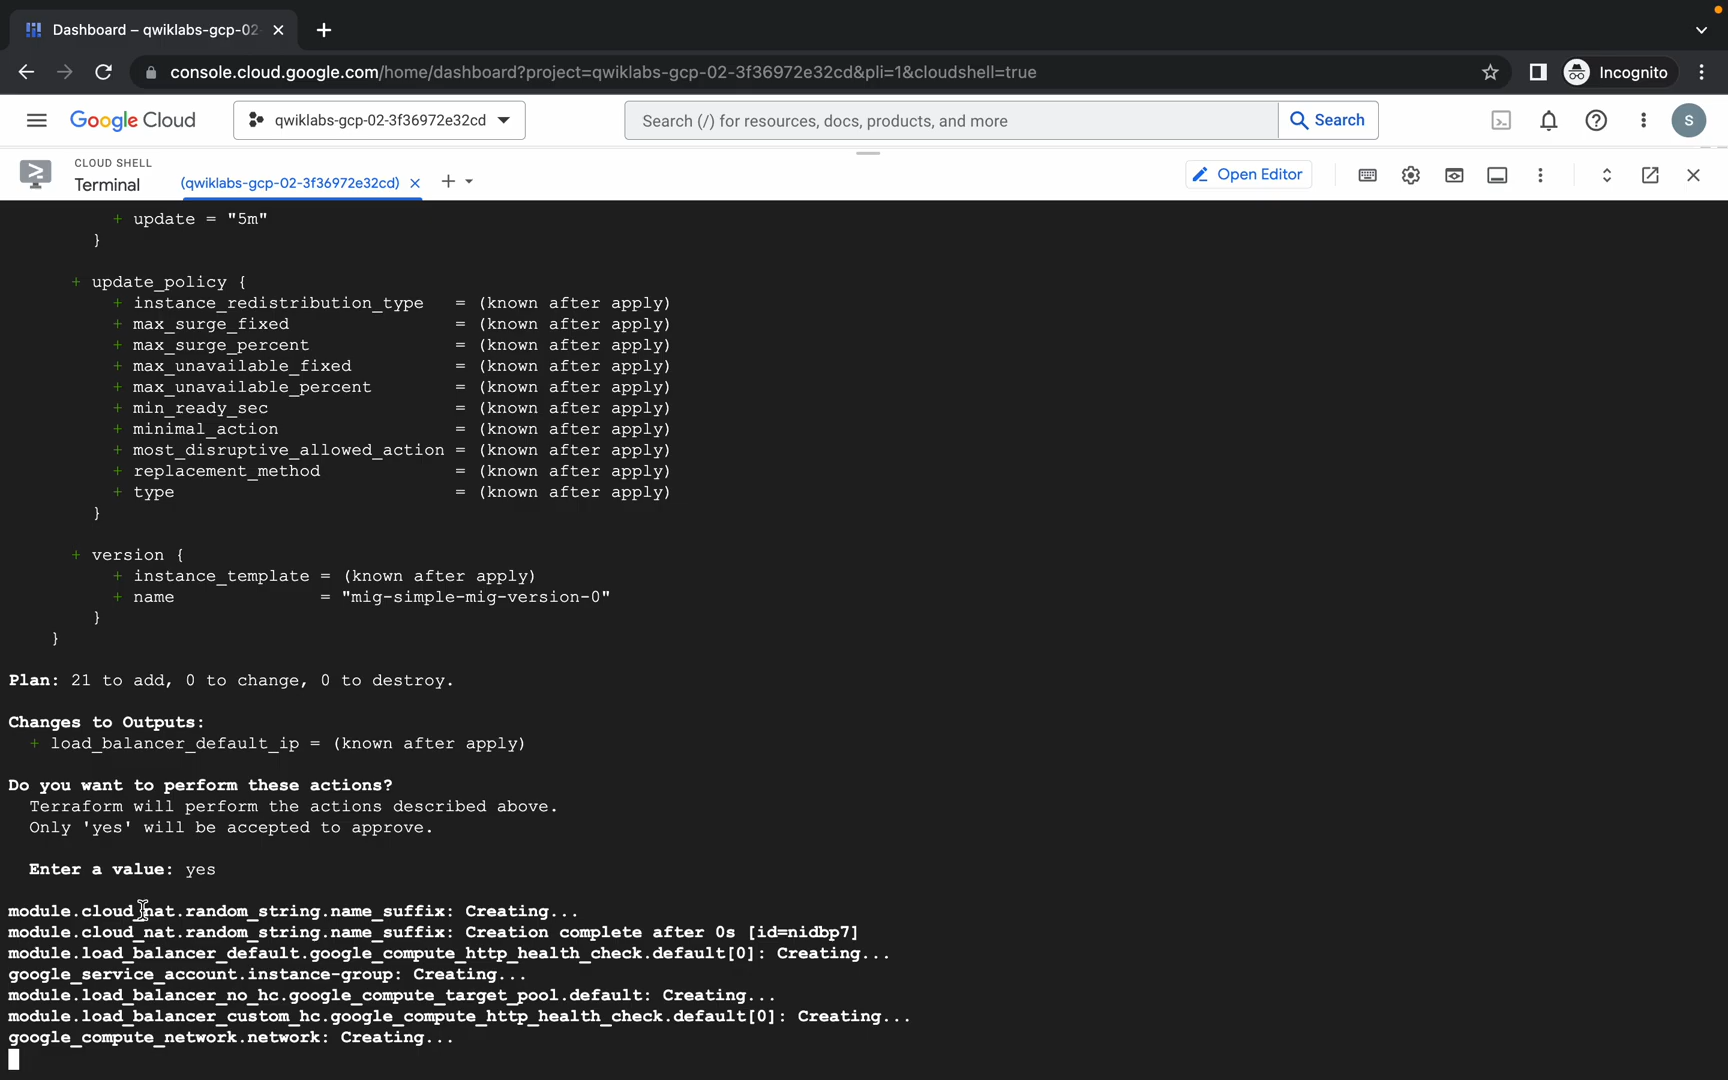 Dashboard – qwiklabs-gcp-02
console.cloud.google.com/home/dashboard?project=qwiklabs-gcp-02-3f36972e32cd&pli=1&cloudshell=true
Incognito
Google Cloud
qwiklabs-gcp-02-3f36972e32cd
Search (/) for resources, docs, products, and more
Search
S
CLOUD SHELL
Terminal
(qwiklabs-gcp-02-3f36972e32cd)
Open Editor
+ update = "5m"
}
+ update_policy {
+ instance_redistribution_type = (known after apply)
+ max_surge_fixed = (known after apply)
+ max_surge_percent = (known after apply)
+ max_unavailable_fixed = (known after apply)
+ max_unavailable_percent = (known after apply)
+ min_ready_sec = (known after apply)
+ minimal_action = (known after apply)
+ most_disruptive_allowed_action = (known after apply)
+ replacement_method = (known after apply)
+ type = (known after apply)
}
+ version {
+ instance_template = (known after apply)
+ name = "mig-simple-mig-version-0"
}
}
Plan: 21 to add, 0 to change, 0 to destroy.
Changes to Outputs:
+ load_balancer_default_ip = (known after apply)
Do you want to perform these actions?
Terraform will perform the actions described above.
Only 'yes' will be accepted to approve.
Enter a value: yes
module.cloud_nat.random_string.name_suffix: Creating...
module.cloud_nat.random_string.name_suffix: Creation complete after 0s [id=nidbp7]
module.load_balancer_default.google_compute_http_health_check.default[0]: Creating...
google_service_account.instance-group: Creating...
module.load_balancer_no_hc.google_compute_target_pool.default: Creating...
module.load_balancer_custom_hc.google_compute_http_health_check.default[0]: Creating...
google_compute_network.network: Creating...